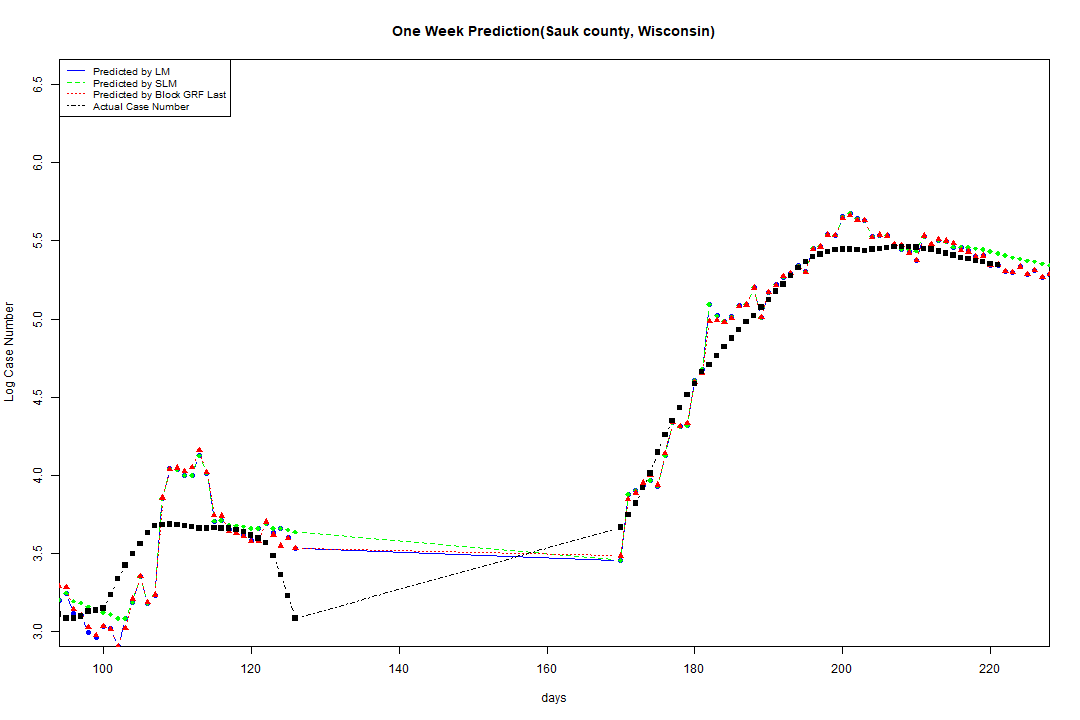 One Week Prediction(Sauk county, Wisconsin)
Predicted by LM
Predicted by SLM
Predicted by Block GRF Last
Actual Case Number
6.5
6.0
5.5
5.0
4.5
4.0
3.5
3.0
Log Case Number
100 120 140 160 180 200 220
days